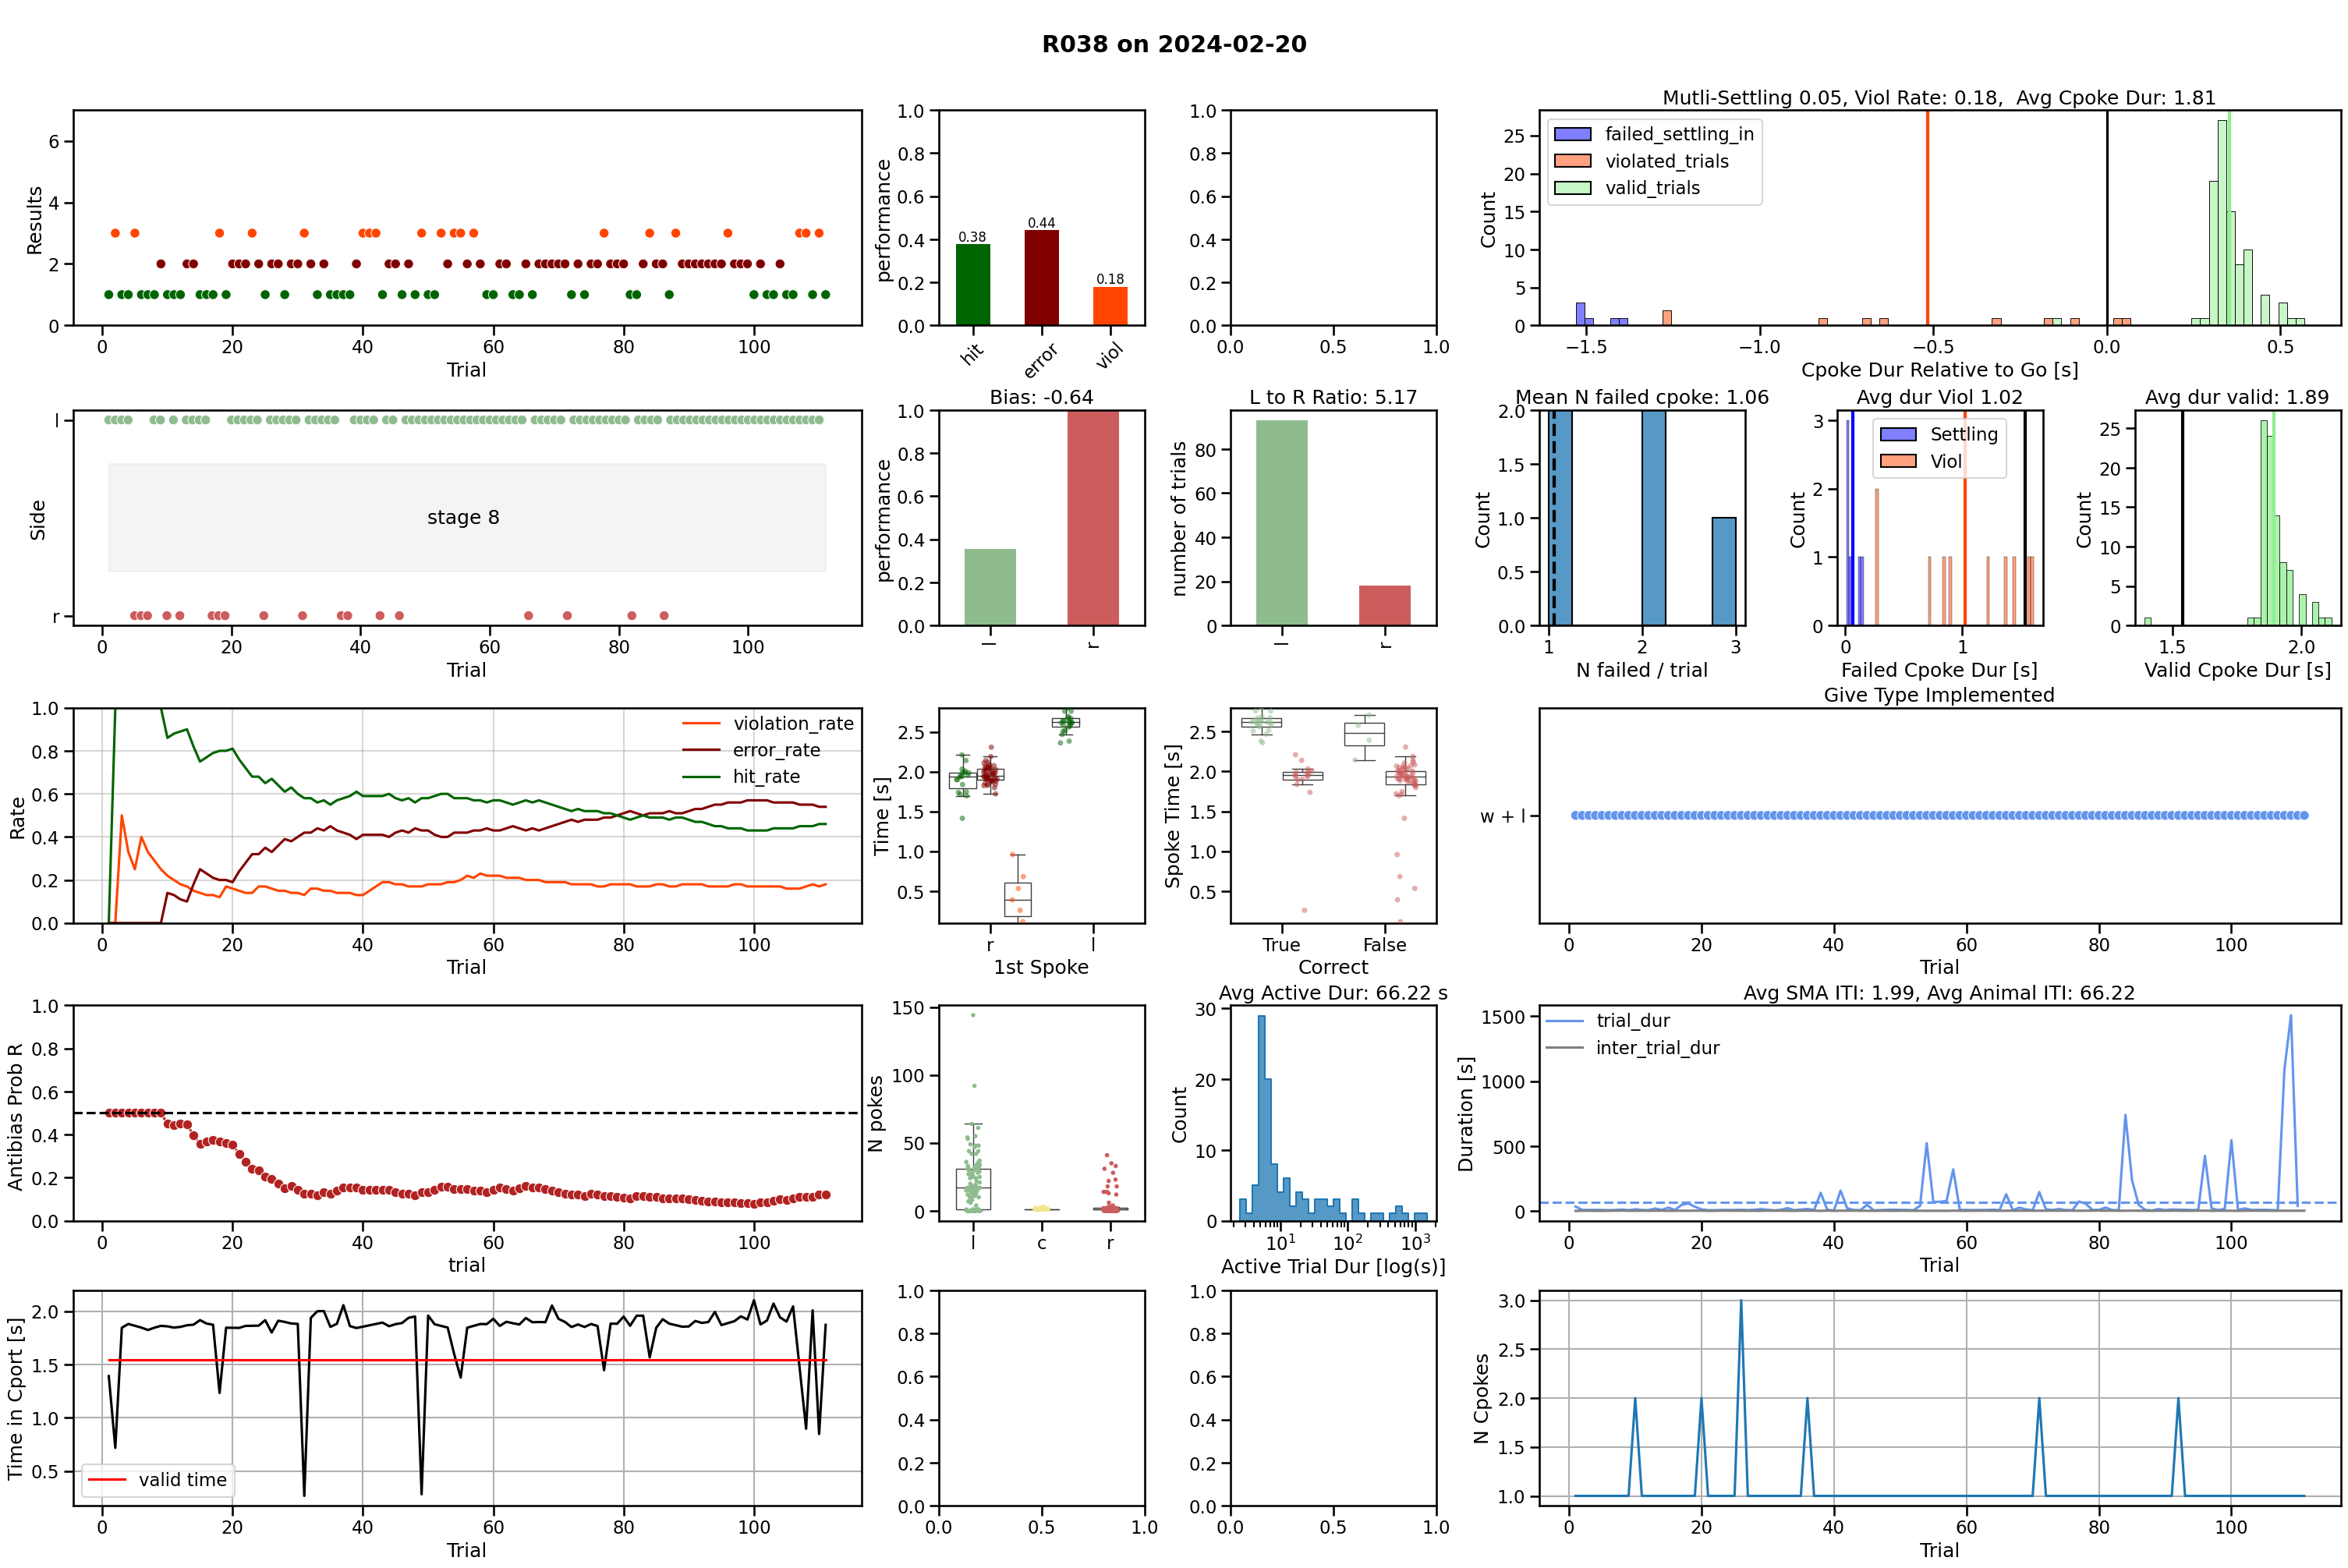 R038 on 2024-02-20
Results
0
2
4
6
0 20 40 60 80 100
Trial
performance
0.0
0.2
0.4
0.6
0.8
1.0
0.38
0.44
0.18
hit
error
viol
0.0
0.2
0.4
0.6
0.8
1.0
0.0 0.5 1.0
Mutli-Settling 0.05, Viol Rate: 0.18,  Avg Cpoke Dur: 1.81
failed_settling_in
violated_trials
valid_trials
Count
0
5
10
15
20
25
−1.5 −1.0 −0.5 0.0 0.5
Cpoke Dur Relative to Go [s]
Side
l
r
stage 8
0 20 40 60 80 100
Trial
Bias: -0.64
performance
0.0
0.2
0.4
0.6
0.8
1.0
l
r
L to R Ratio: 5.17
number of trials
0
20
40
60
80
l
r
Mean N failed cpoke: 1.06
Count
0.0
0.5
1.0
1.5
2.0
1 2 3
N failed / trial
Avg dur Viol 1.02
Settling
Viol
Count
0
1
2
3
0 1
Failed Cpoke Dur [s]
Avg dur valid: 1.89
Count
0
5
10
15
20
25
1.5 2.0
Valid Cpoke Dur [s]
Rate
0.0
0.2
0.4
0.6
0.8
1.0
violation_rate
error_rate
hit_rate
0 20 40 60 80 100
Trial
Time [s]
0.5
1.0
1.5
2.0
2.5
r l
1st Spoke
Spoke Time [s]
0.5
1.0
1.5
2.0
2.5
True False
Correct
Give Type Implemented
w + l
0 20 40 60 80 100
Trial
Antibias Prob R
0.0
0.2
0.4
0.6
0.8
1.0
0 20 40 60 80 100
trial
N pokes
0
50
100
150
l c r
Avg Active Dur: 66.22 s
Count
0
10
20
30
10¹ 10² 10³
Active Trial Dur [log(s)]
Avg SMA ITI: 1.99, Avg Animal ITI: 66.22
trial_dur
inter_trial_dur
Duration [s]
0
500
1000
1500
0 20 40 60 80 100
Trial
Time in Cport [s]
0.5
1.0
1.5
2.0
valid time
0 20 40 60 80 100
Trial
0.0
0.2
0.4
0.6
0.8
1.0
0.0 0.5 1.0
0.0
0.2
0.4
0.6
0.8
1.0
0.0 0.5 1.0
N Cpokes
1.0
1.5
2.0
2.5
3.0
0 20 40 60 80 100
Trial